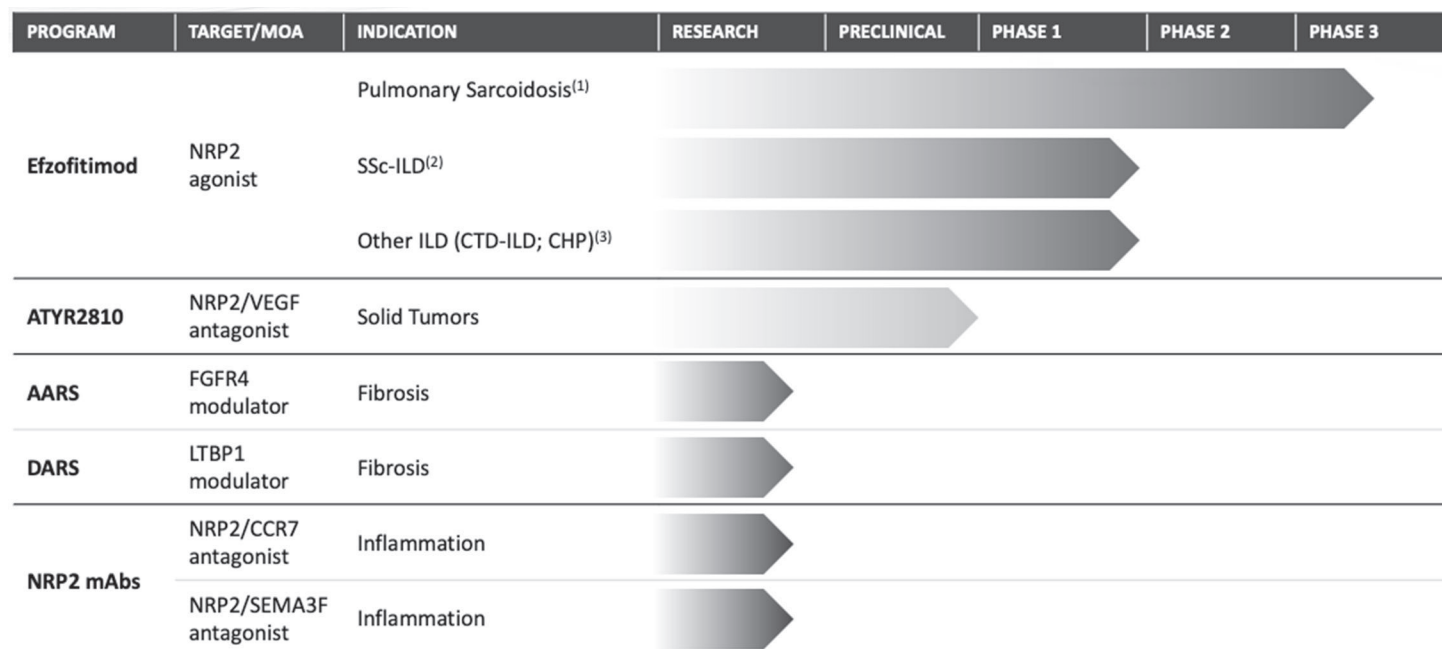 PROGRAM TARGET/MOA INDICATION RESEARCH PRECLINICAL PHASE 1 PHASE 2 PHASE 3
Efzofitimod
NRP2
agonist
Pulmonary Sarcoidosis(1)
SSc-ILD(2)
Other ILD (CTD-ILD; CHP)(3)
ATYR2810
NRP2/VEGF
antagonist
Solid Tumors
AARS
FGFR4
modulator
Fibrosis
DARS
LTBP1
modulator
Fibrosis
NRP2 mAbs
NRP2/CCR7
antagonist
Inflammation
NRP2/SEMA3F
antagonist
Inflammation